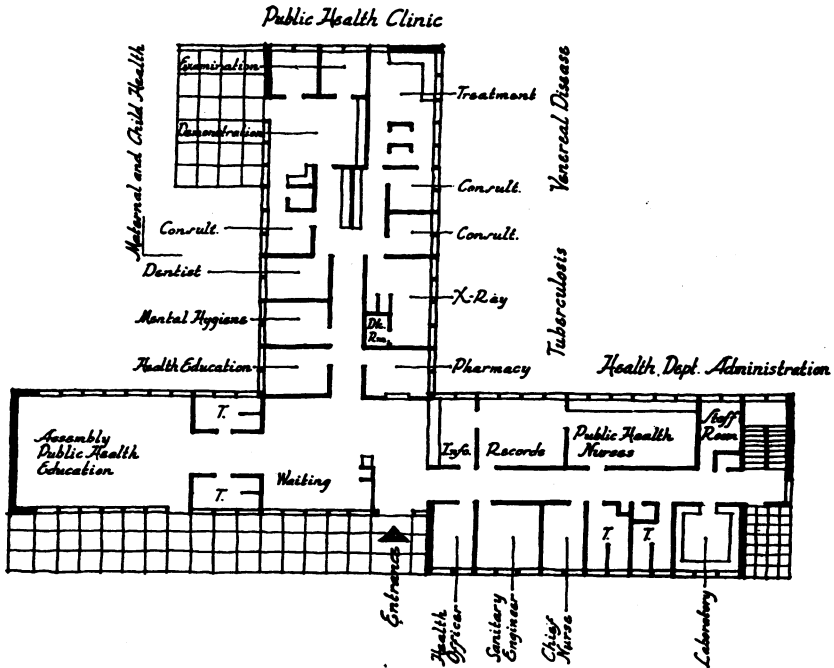 Public Health Clinic
Maternal and Child Health
Examination
Demonstration
Consult.
Dentist
Mental Hygiene
Health Education
Treatment
Consult.
Consult.
X-Ray
Dk.
Rm.
Pharmacy
Venereal Disease
Tuberculosis
Health Dept. Administration
Assembly
Public Health
Education
T.
T.
Waiting
Info.
Records
Public Health
Nurses
Staff
Room
T.
T.
Entrance
Health
Officer
Sanitary
Engineer
Chief
Nurse
Laboratory